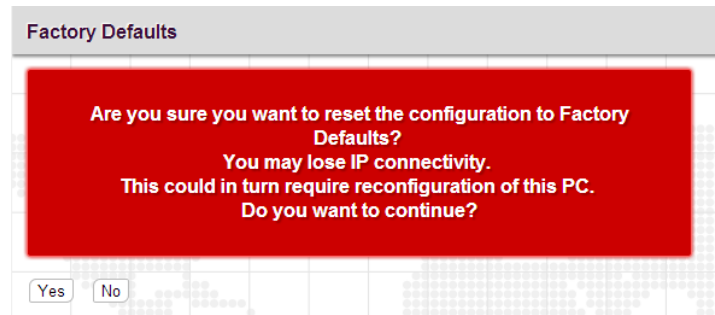 Factory Defaults
Are you sure you want to reset the configuration to Factory
Defaults?
You may lose IP connectivity.
This could in turn require reconfiguration of this PC.
Do you want to continue?
Yes No